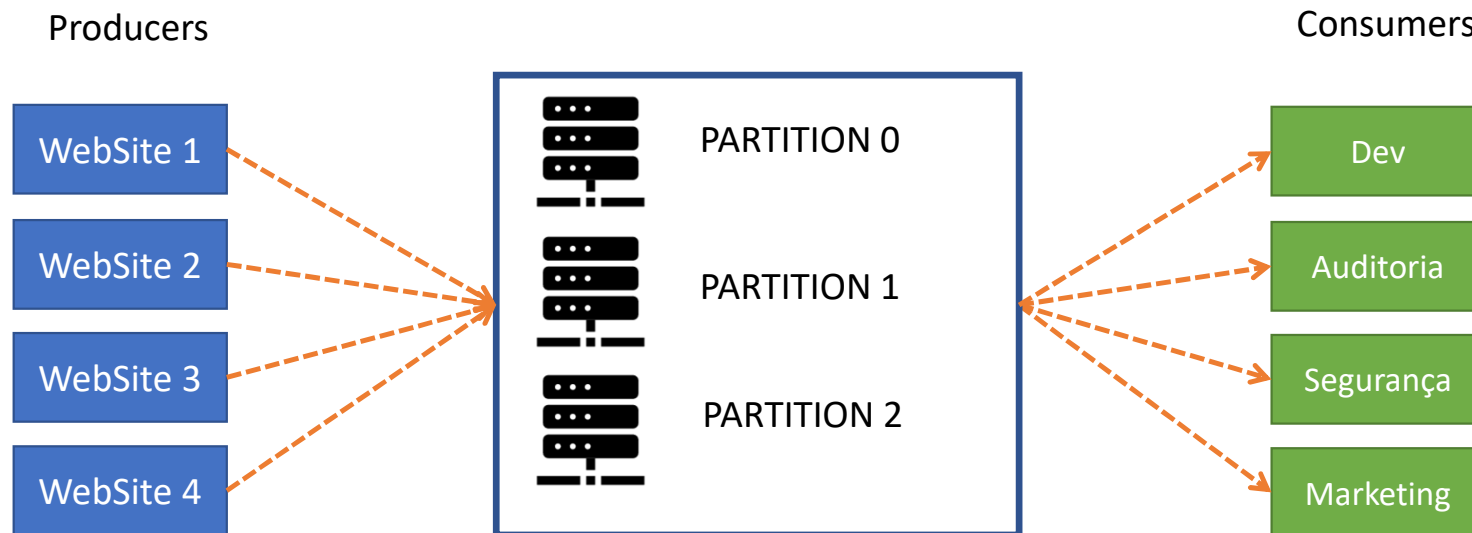 Producers
Consumers
WebSite 1
WebSite 2
WebSite 3
WebSite 4
PARTITION 0
PARTITION 1
PARTITION 2
Dev
Auditoria
Segurança
Marketing